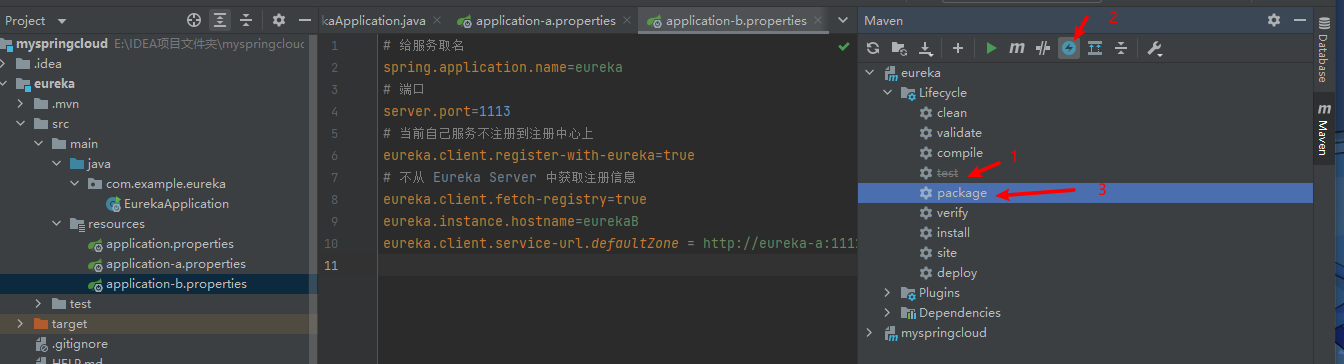 Project
kaApplication.java
application-a.properties
application-b.properties
Maven
2
myspringcloud E:\IDEA项目文件夹\myspringcloud
.idea
eureka
.mvn
src
main
java
com.example.eureka
EurekaApplication
resources
application.properties
application-a.properties
application-b.properties
test
target
.gitignore
HELP.md
1 # 给服务取名
2 spring.application.name=eureka
3 # 端口
4 server.port=1113
5 # 当前自己服务不注册到注册中心上
6 eureka.client.register-with-eureka=true
7 # 不从 Eureka Server 中获取注册信息
8 eureka.client.fetch-registry=true
9 eureka.instance.hostname=eurekaB
10 eureka.client.service-url.defaultZone = http://eureka-a:111
11
eureka
Lifecycle
clean
validate
compile
test
1
package
3
verify
install
site
deploy
Plugins
Dependencies
myspringcloud
Database
m Maven